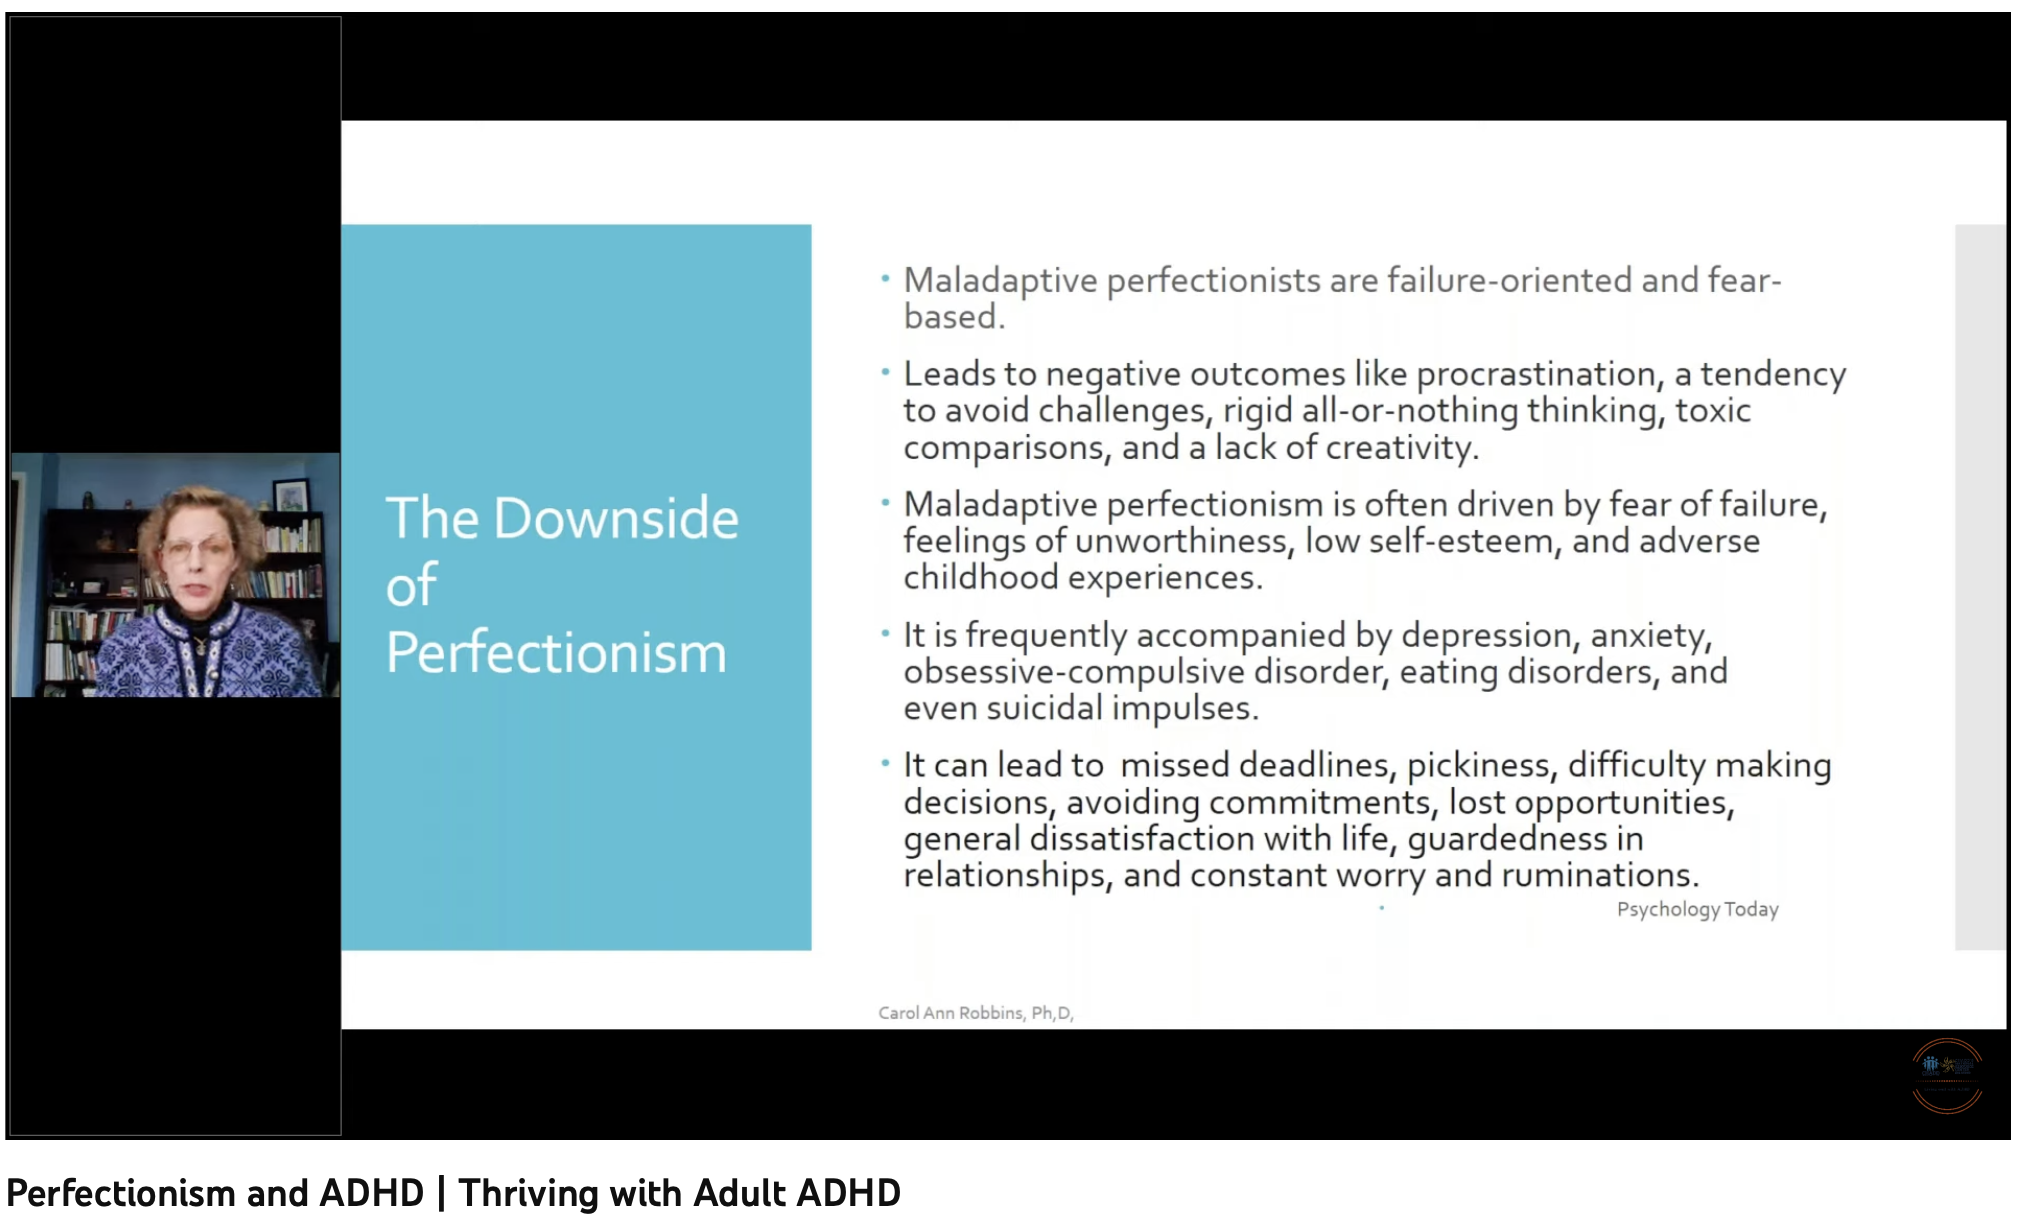 The Downside
of
Perfectionism
• Maladaptive perfectionists are failure-oriented and fear-
based.
• Leads to negative outcomes like procrastination, a tendency
to avoid challenges, rigid all-or-nothing thinking, toxic
comparisons, and a lack of creativity.
• Maladaptive perfectionism is often driven by fear of failure,
feelings of unworthiness, low self-esteem, and adverse
childhood experiences.
• It is frequently accompanied by depression, anxiety,
obsessive-compulsive disorder, eating disorders, and
even suicidal impulses.
• It can lead to  missed deadlines, pickiness, difficulty making
decisions, avoiding commitments, lost opportunities,
general dissatisfaction with life, guardedness in
relationships, and constant worry and ruminations.
• Psychology Today
Carol Ann Robbins, Ph,D,
Perfectionism and ADHD | Thriving with Adult ADHD